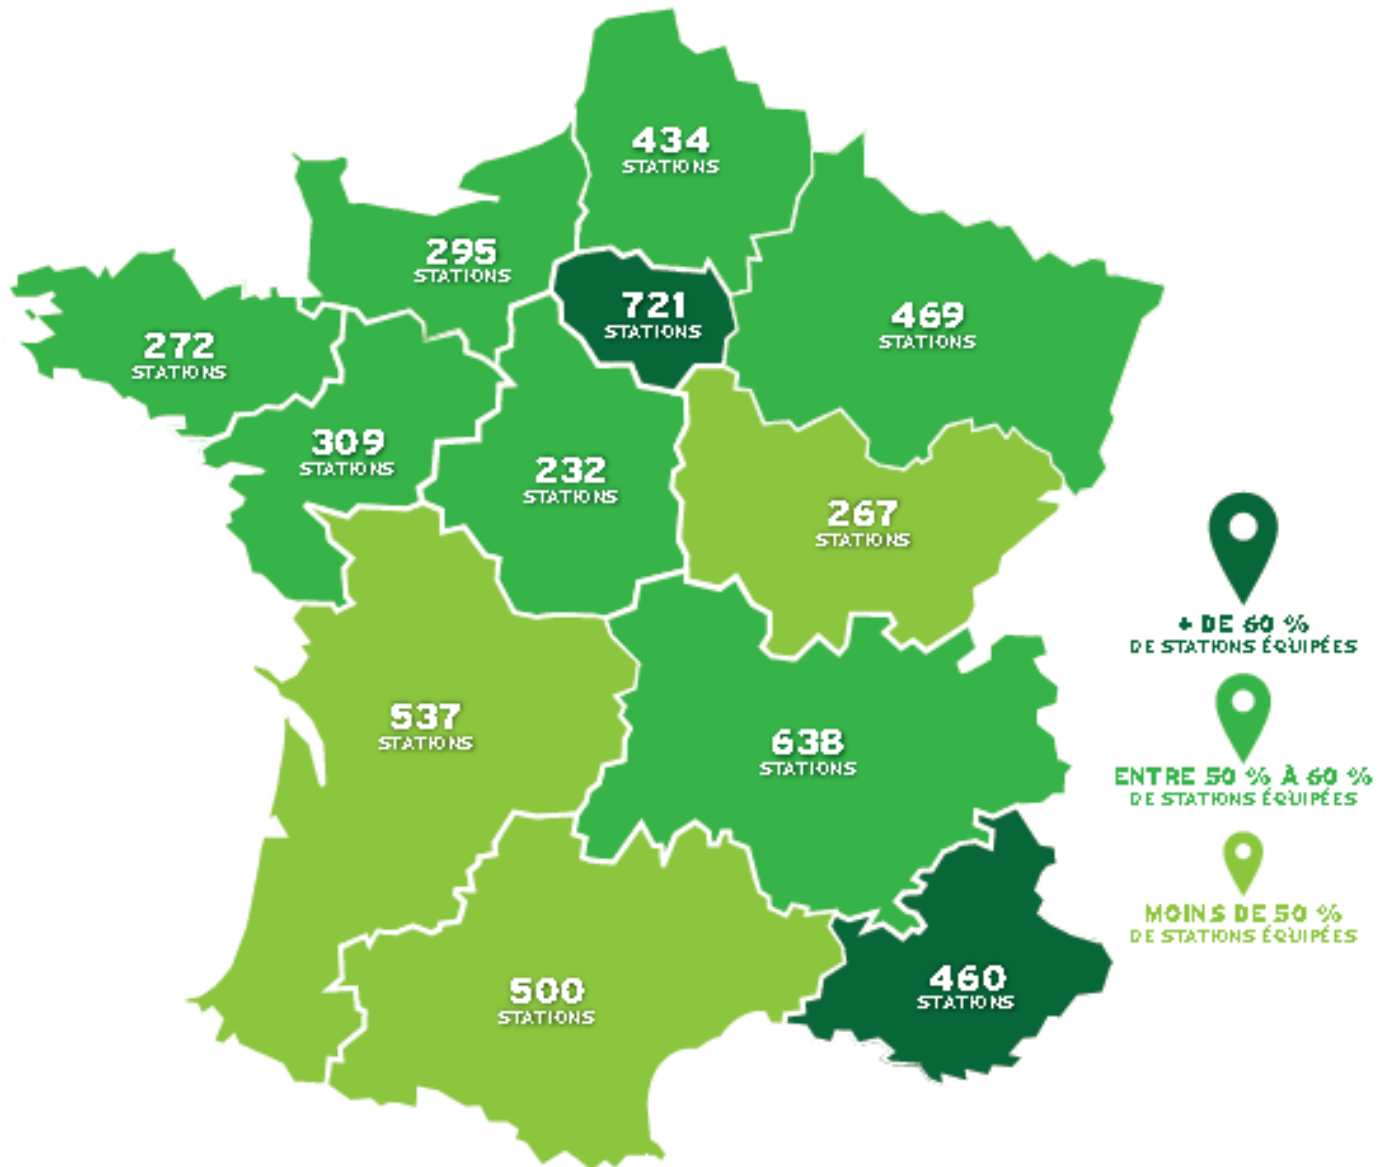 434
STATIONS
295
STATIONS
721
STATIONS
469
STATIONS
272
STATIONS
309
STATIONS
232
STATIONS
267
STATIONS
537
STATIONS
638
STATIONS
500
STATIONS
460
STATIONS
+ DE 60 %
DE STATIONS ÉQUIPÉES
ENTRE 50 % À 60 %
DE STATIONS ÉQUIPÉES
MOINS DE 50 %
DE STATIONS ÉQUIPÉES